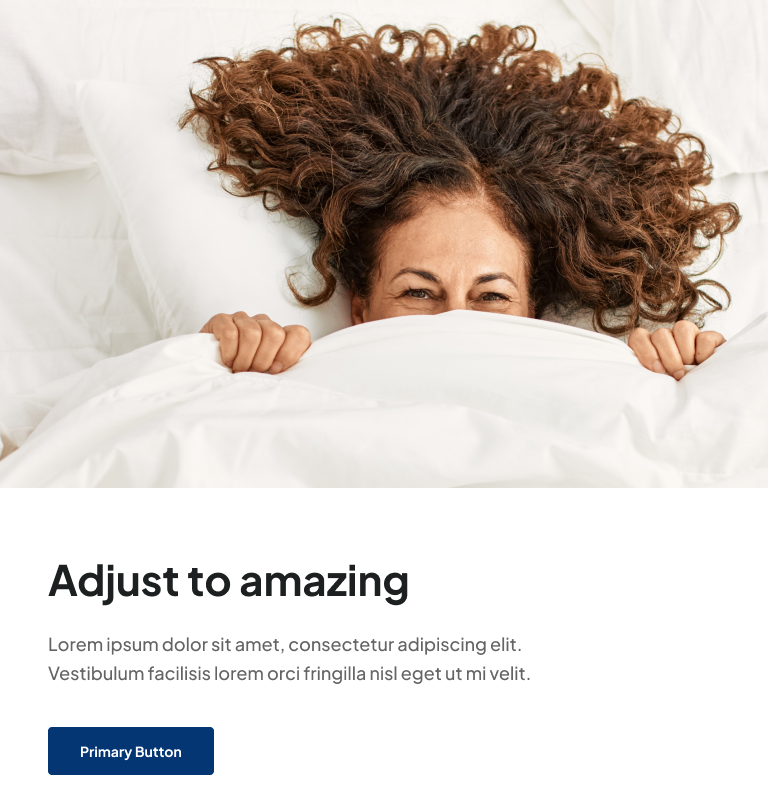 Adjust to amazing
Lorem ipsum dolor sit amet, consectetur adipiscing elit.
Vestibulum facilisis lorem orci fringilla nisl eget ut mi velit.
Primary Button